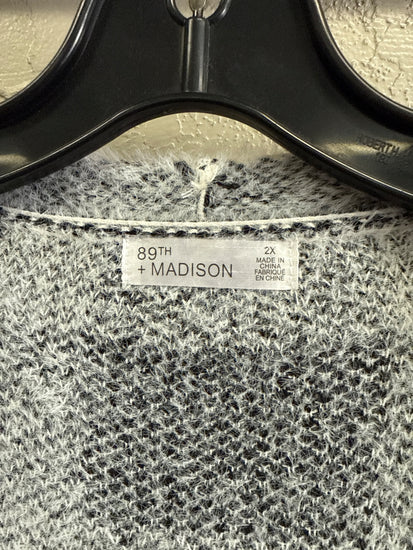 89TH
+ MADISON
2X
MADE IN
CHINA
FABRIQUÉ
EN CHINE